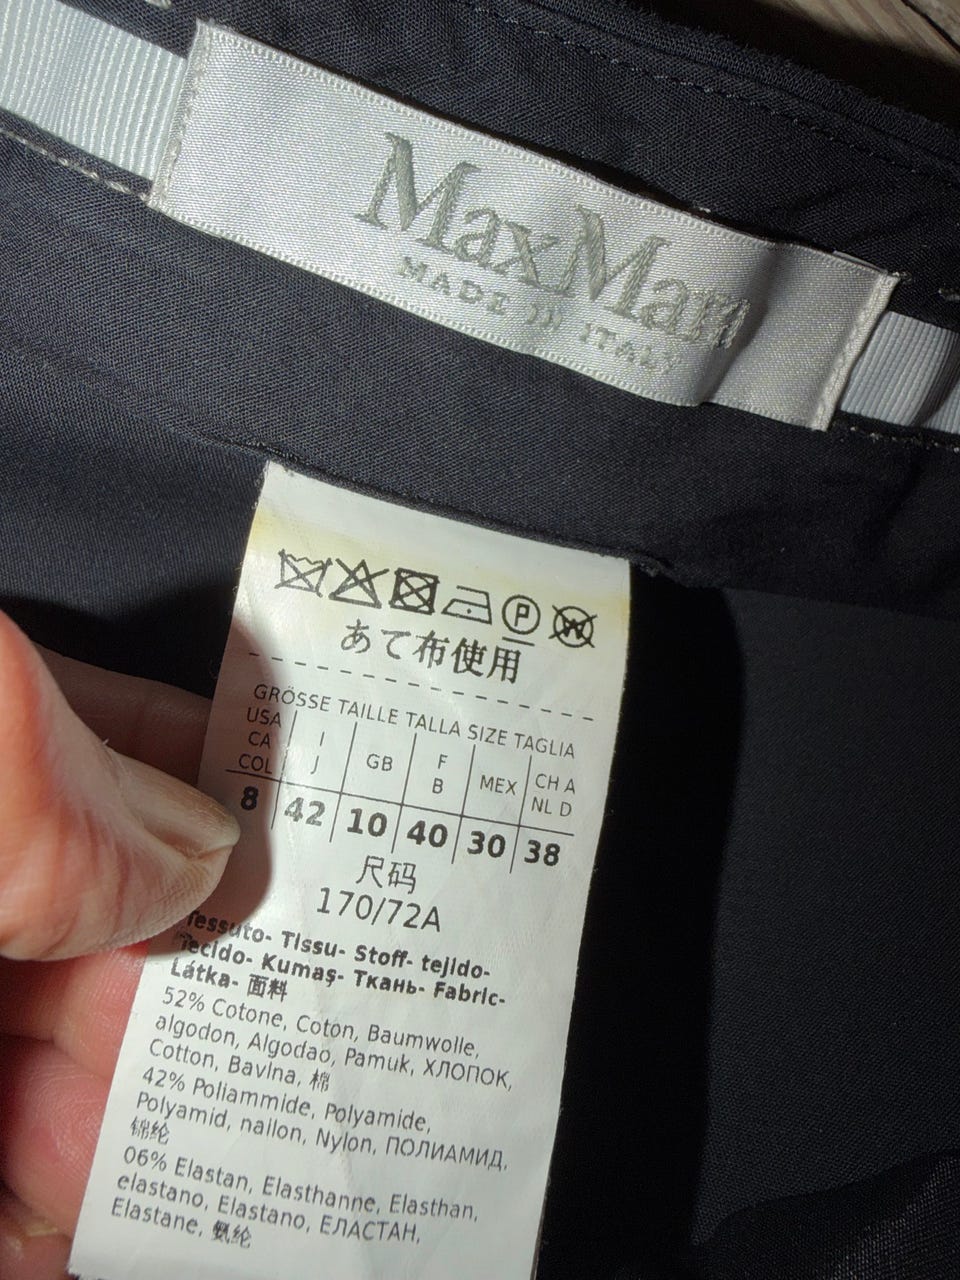 MaxMara
MADE IN ITALY
P W
あて布使用
GRÖSSE TAILLE TALLA SIZE TAGLIA
USA CA COL | I J | GB | F B | MEX | CH A NL D
8 | 42 | 10 | 40 | 30 | 38
尺码
170/72A
Tessuto- Tissu- Stoff- tejido-
Tecido- Kumaş- Ткань- Fabric-
Látka- 面料
52% Cotone, Coton, Baumwolle,
algodon, Algodao, Pamuk, ХЛОПОК,
Cotton, Bavlna, 棉
42% Poliammide, Polyamide,
Polyamid, nailon, Nylon, ПОЛИАМИД,
锦纶
06% Elastan, Elasthanne, Elasthan,
elastano, Elastano, ЕЛАСТАН,
Elastane, 氨纶